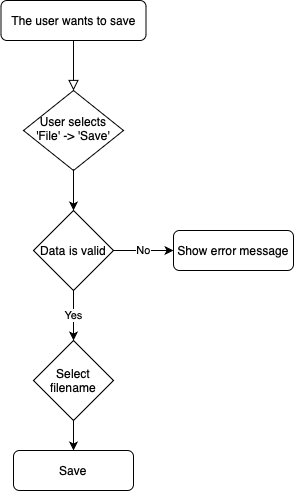 The user wants to save
User selects
'File' -> 'Save'
Data is valid
No
Show error message
Yes
Select
filename
Save